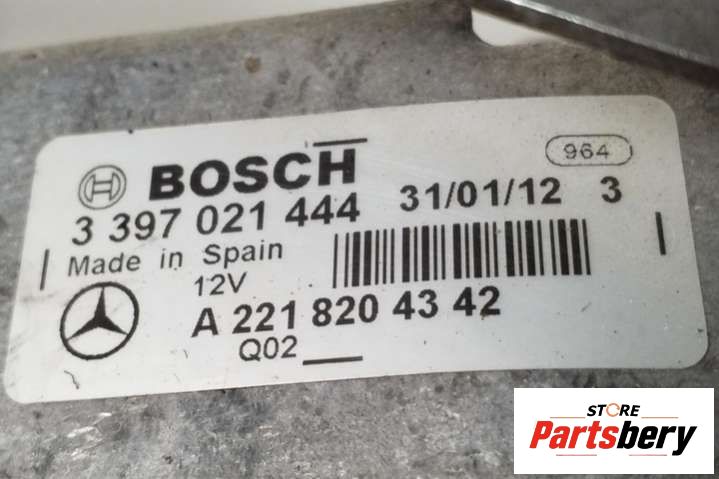 BOSCH 964
3 397 021 444 31/01/12 3
Made in Spain
12V
A 221 820 43 42
Q02
STORE
Partsbery